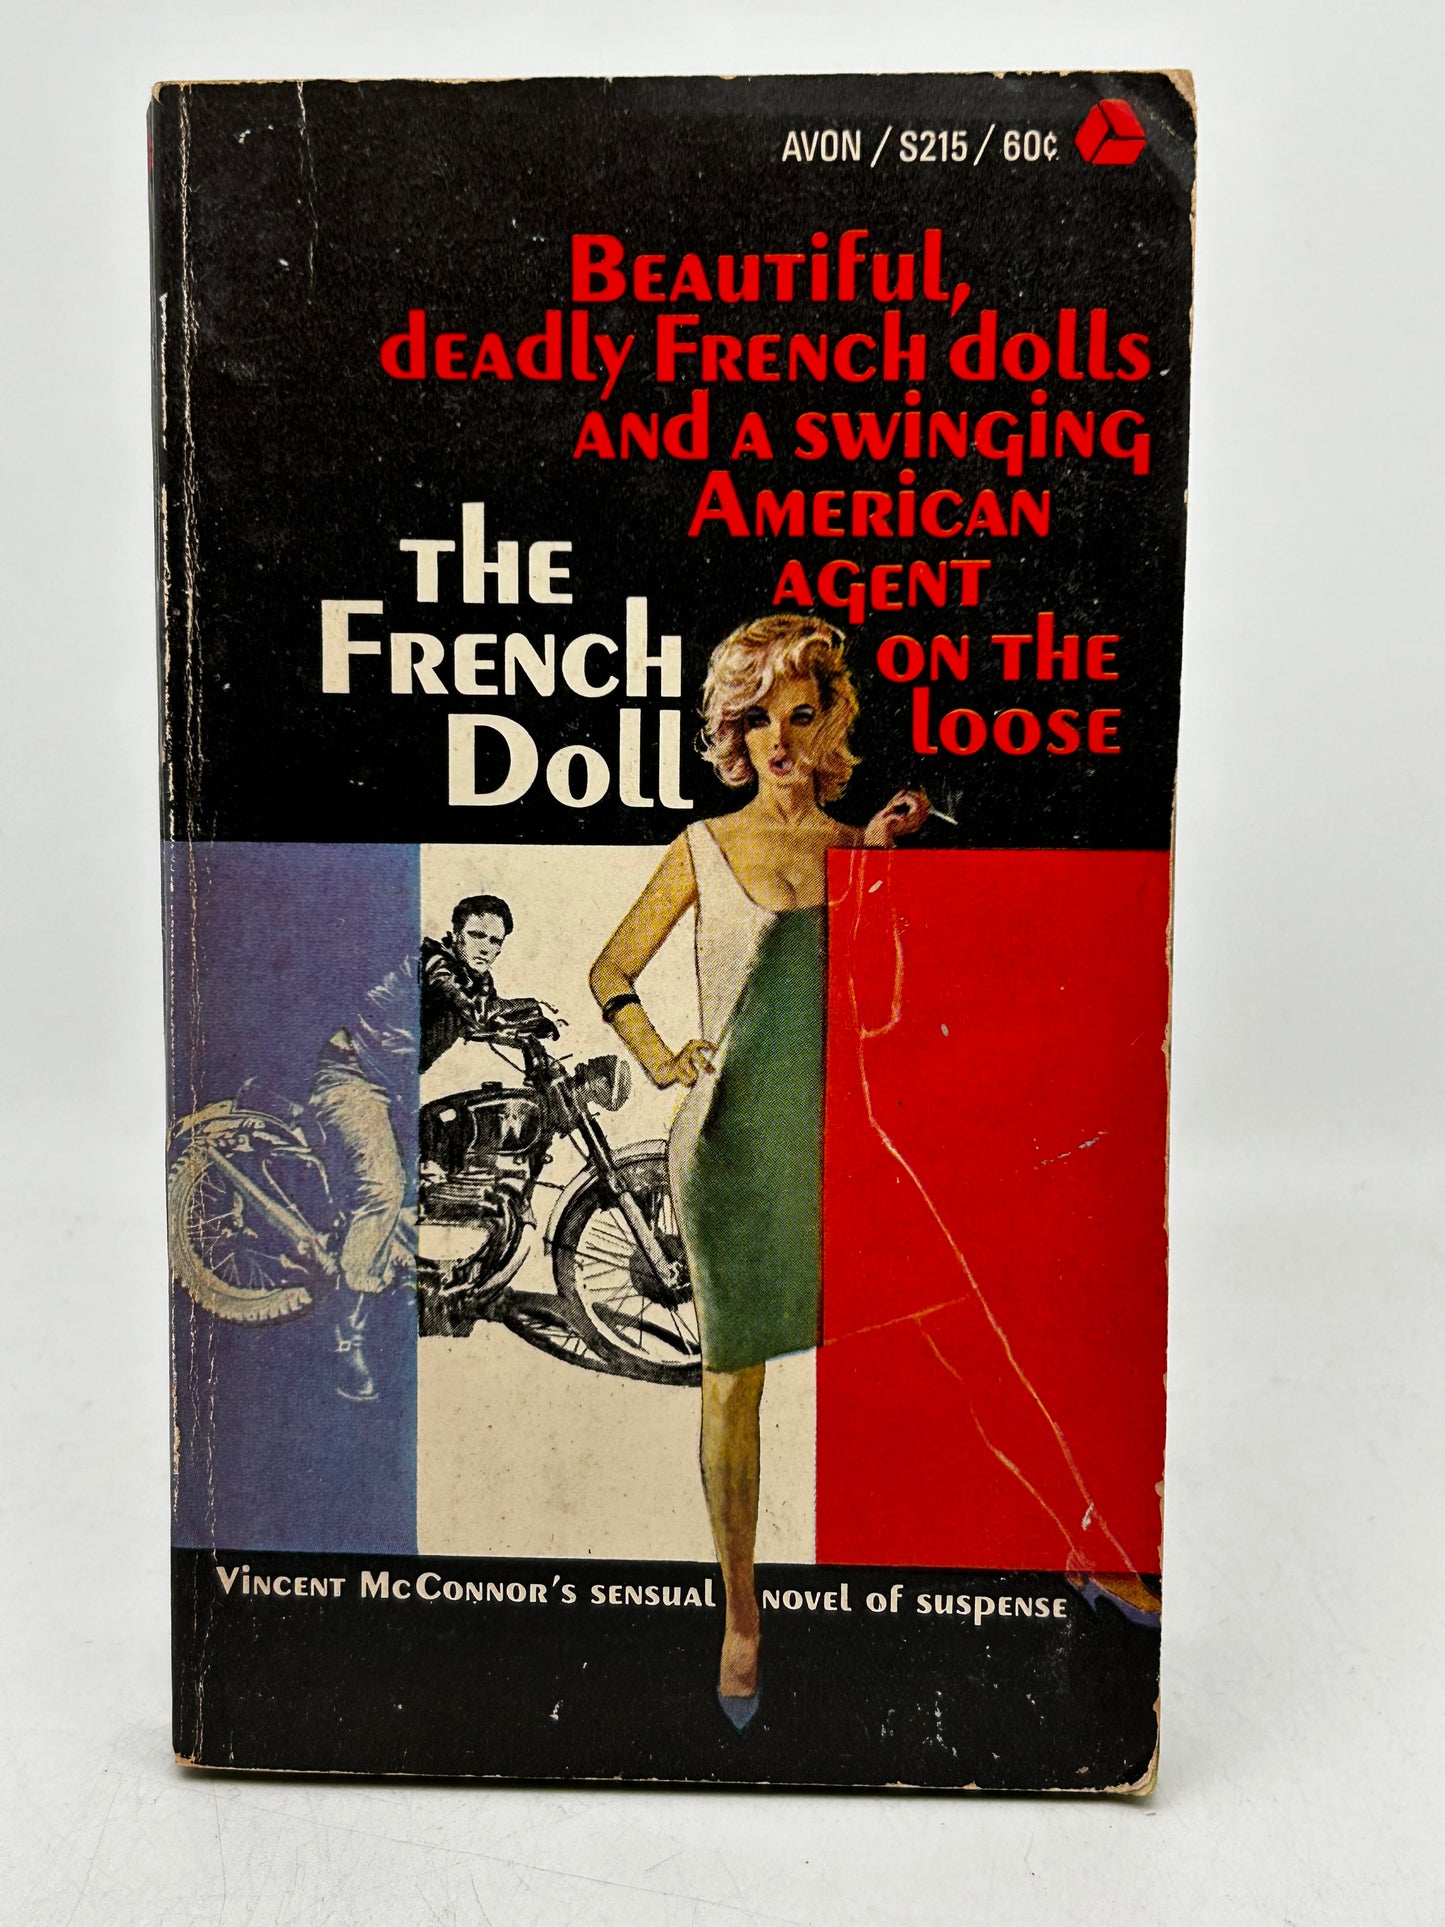 AVON / S215 / 60¢
Beautiful,
deadly French dolls
and a swinging
American
agent
on the
loose
The
French
Doll
Vincent McConnor's sensual novel of suspense